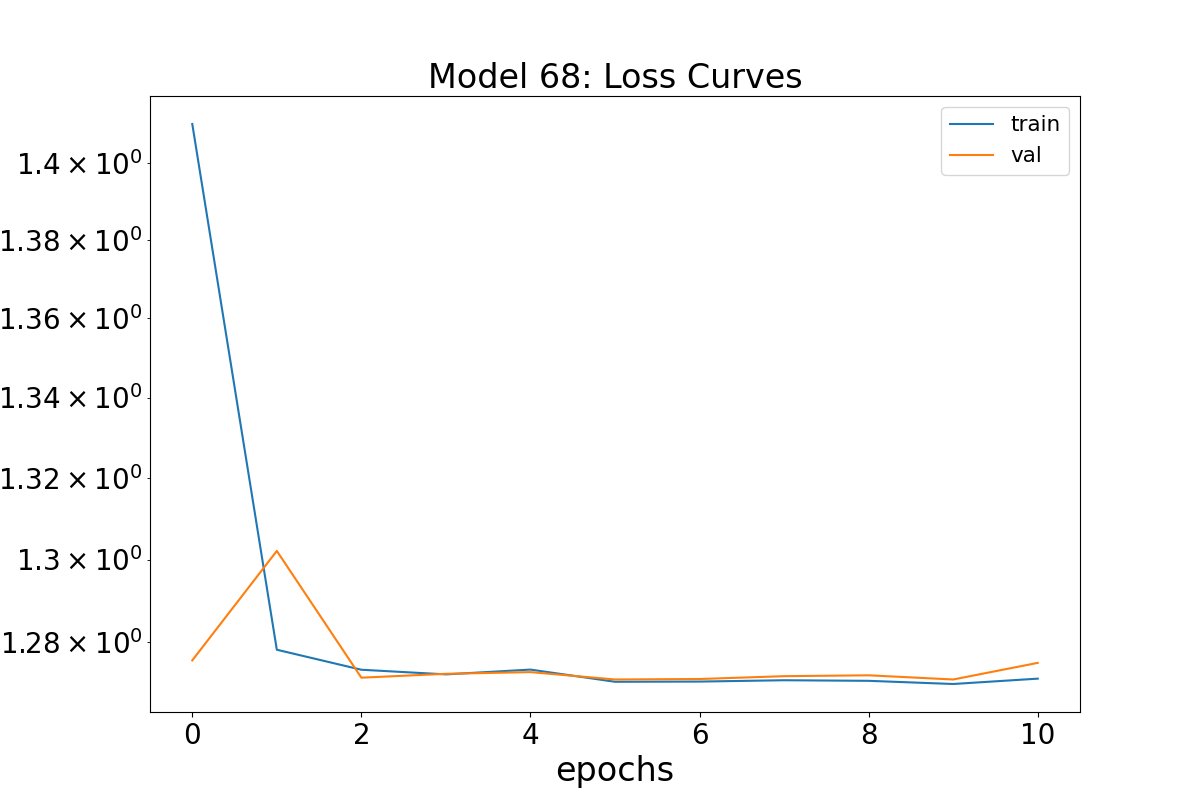 Model 68: Loss Curves
train
val
1.4 × 10⁰
1.38 × 10⁰
1.36 × 10⁰
1.34 × 10⁰
1.32 × 10⁰
1.3 × 10⁰
1.28 × 10⁰
0 2 4 6 8 10
epochs